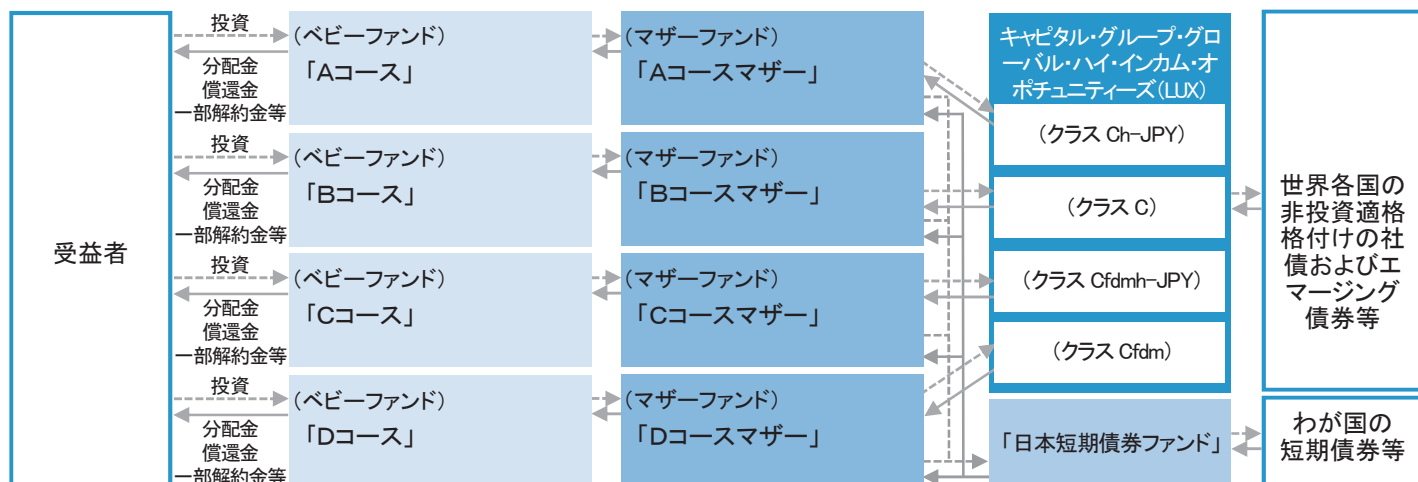 受益者
投資
分配金
償還金
一部解約金等
投資
分配金
償還金
一部解約金等
投資
分配金
償還金
一部解約金等
投資
分配金
償還金
一部解約金等
（ベビーファンド）
「Aコース」
（ベビーファンド）
「Bコース」
（ベビーファンド）
「Cコース」
（ベビーファンド）
「Dコース」
（マザーファンド）
「Aコースマザー」
（マザーファンド）
「Bコースマザー」
（マザーファンド）
「Cコースマザー」
（マザーファンド）
「Dコースマザー」
キャピタル・グループ・グロ
ーバル・ハイ・インカム・オ
ポチュニティーズ（LUX）
（クラス Ch-JPY）
（クラス C）
（クラス Cfdmh-JPY）
（クラス Cfdm）
「日本短期債券ファンド」
世界各国の
非投資適格
格付けの社
債およびエ
マージング
債券等
わが国の
短期債券等